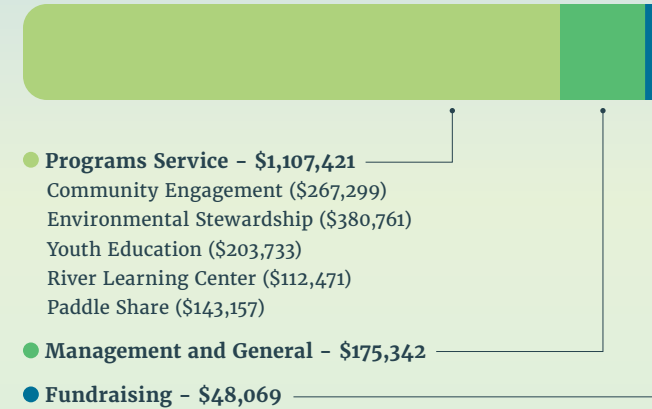 Programs Service – $1,107,421
Community Engagement ($267,299)
Environmental Stewardship ($380,761)
Youth Education ($203,733)
River Learning Center ($112,471)
Paddle Share ($143,157)
Management and General – $175,342
Fundraising – $48,069